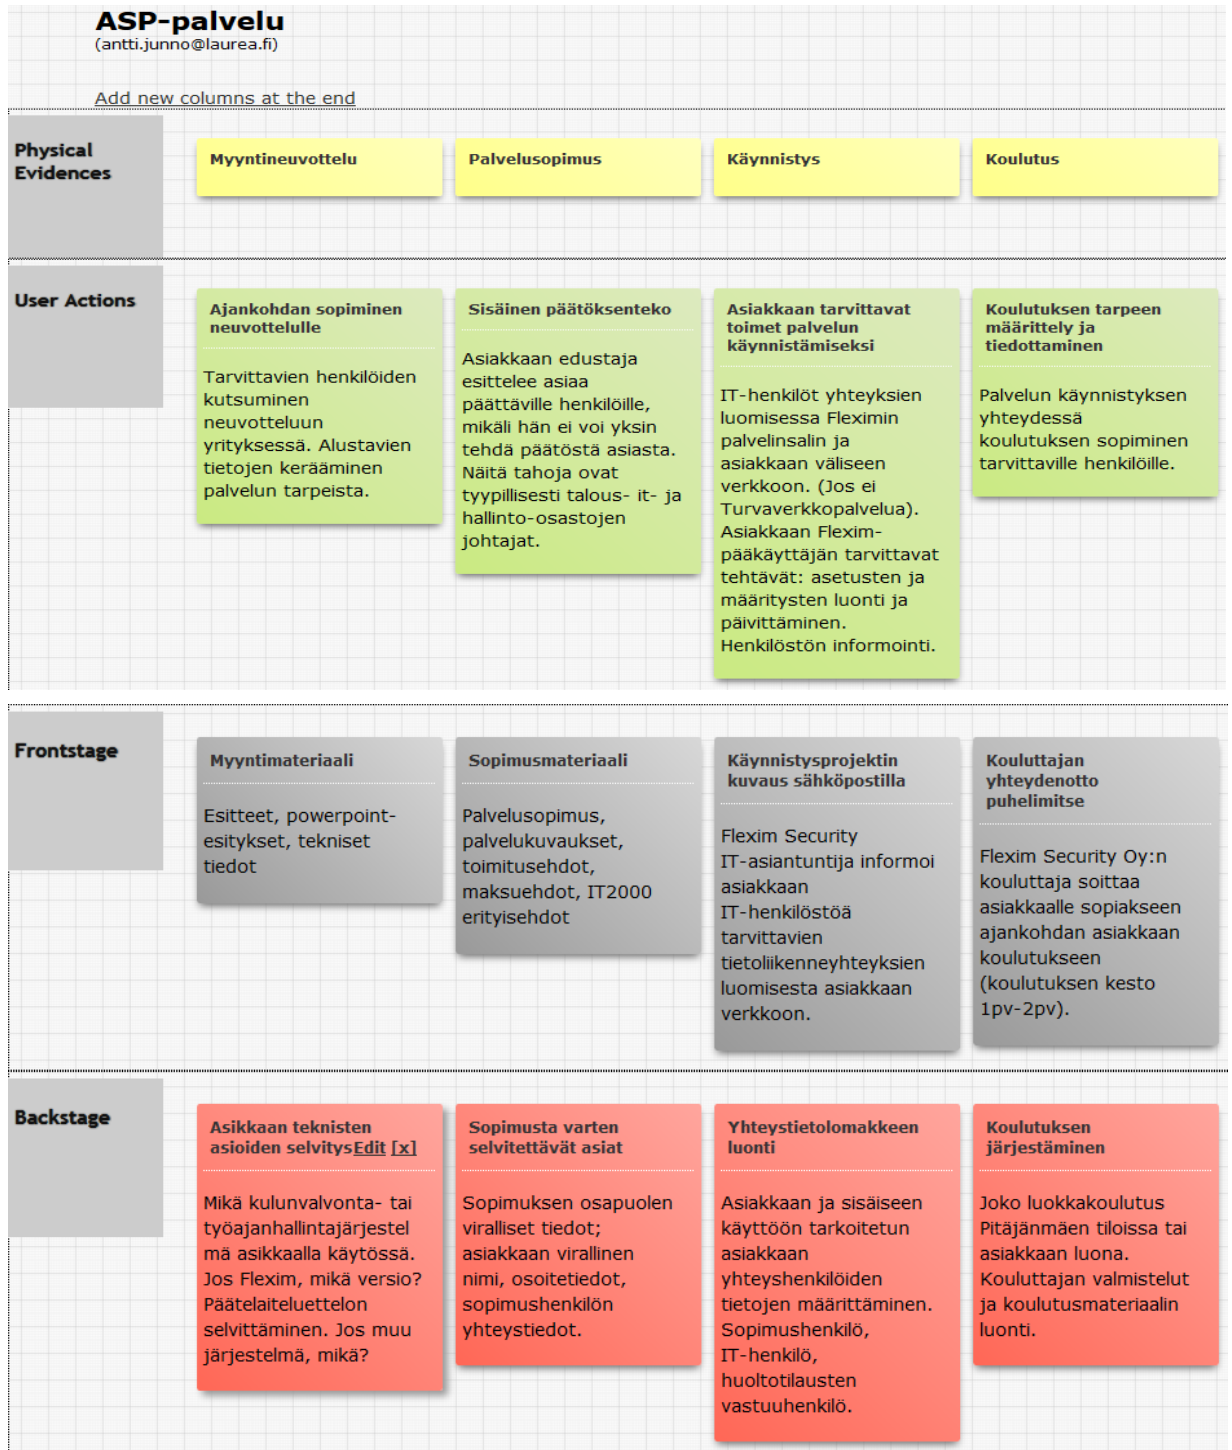 ASP-palvelu
(antti.junno@laurea.fi)
Add new columns at the end
Physical
Evidences
Myyntineuvottelu
Palvelusopimus
Käynnistys
Koulutus
User Actions
Ajankohdan sopiminen
neuvottelulle
Tarvittavien henkilöiden
kutsuminen
neuvotteluun
yrityksessä. Alustavien
tietojen kerääminen
palvelun tarpeista.
Sisäinen päätöksenteko
Asiakkaan edustaja
esittelee asiaa
päättäville henkilöille,
mikäli hän ei voi yksin
tehdä päätöstä asiasta.
Näitä tahoja ovat
tyypillisesti talous- it- ja
hallinto-osastojen
johtajat.
Asiakkaan tarvittavat
toimet palvelun
käynnistämiseksi
IT-henkilöt yhteyksien
luomisessa Fleximin
palvelinsalin ja
asiakkaan väliseen
verkkoon. (Jos ei
Turvaverkkopalvelua).
Asiakkaan Flexim-
pääkäyttäjän tarvittavat
tehtävät: asetusten ja
määritysten luonti ja
päivittäminen.
Henkilöstön informointi.
Koulutuksen tarpeen
määrittely ja
tiedottaminen
Palvelun käynnistyksen
yhteydessä
koulutuksen sopiminen
tarvittaville henkilöille.
Frontstage
Myyntimateriaali
Esitteet, powerpoint-
esitykset, tekniset
tiedot
Sopimusmateriaali
Palvelusopimus,
palvelukuvaukset,
toimitusehdot,
maksuehdot, IT2000
erityisehdot
Käynnistysprojektin
kuvaus sähköpostilla
Flexim Security
IT-asiantuntija informoi
asiakkaan
IT-henkilöstöä
tarvittavien
tietoliikenneyhteyksien
luomisesta asiakkaan
verkkoon.
Kouluttajan
yhteydenotto
puhelimitse
Flexim Security Oy:n
kouluttaja soittaa
asiakkaalle sopiakseen
ajankohdan asiakkaan
koulutukseen
(koulutuksen kesto
1pv-2pv).
Backstage
Asikkaan teknisten
asioiden selvitysEdit [x]
Mikä kulunvalvonta- tai
työajanhallintajärjestel
mä asikkaalla käytössä.
Jos Flexim, mikä versio?
Päätelaiteluettelon
selvittäminen. Jos muu
järjestelmä, mikä?
Sopimusta varten
selvitettävät asiat
Sopimuksen osapuolen
viralliset tiedot;
asiakkaan virallinen
nimi, osoitetiedot,
sopimushenkilön
yhteystiedot.
Yhteystietolomakkeen
luonti
Asiakkaan ja sisäiseen
käyttöön tarkoitetun
asiakkaan
yhteyshenkilöiden
tietojen määrittäminen.
Sopimushenkilö,
IT-henkilö,
huoltotilausten
vastuuhenkilö.
Koulutuksen
järjestäminen
Joko luokkakoulutus
Pitäjänmäen tiloissa tai
asiakkaan luona.
Kouluttajan valmistelut
ja koulutusmateriaalin
luonti.